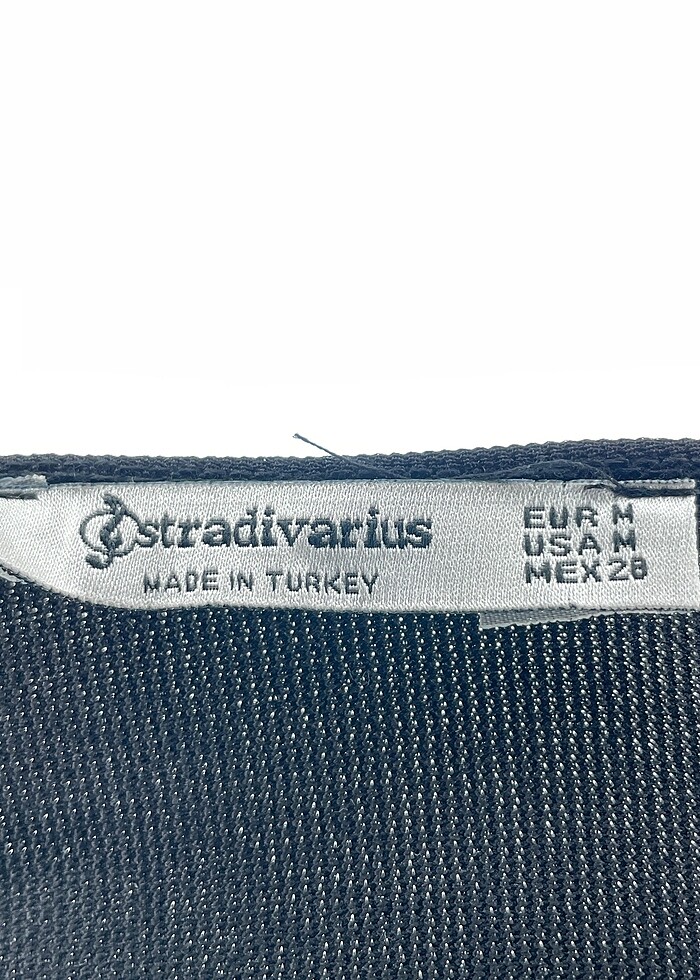 stradivarius
MADE IN TURKEY
EUR M
USA M
MEX 28